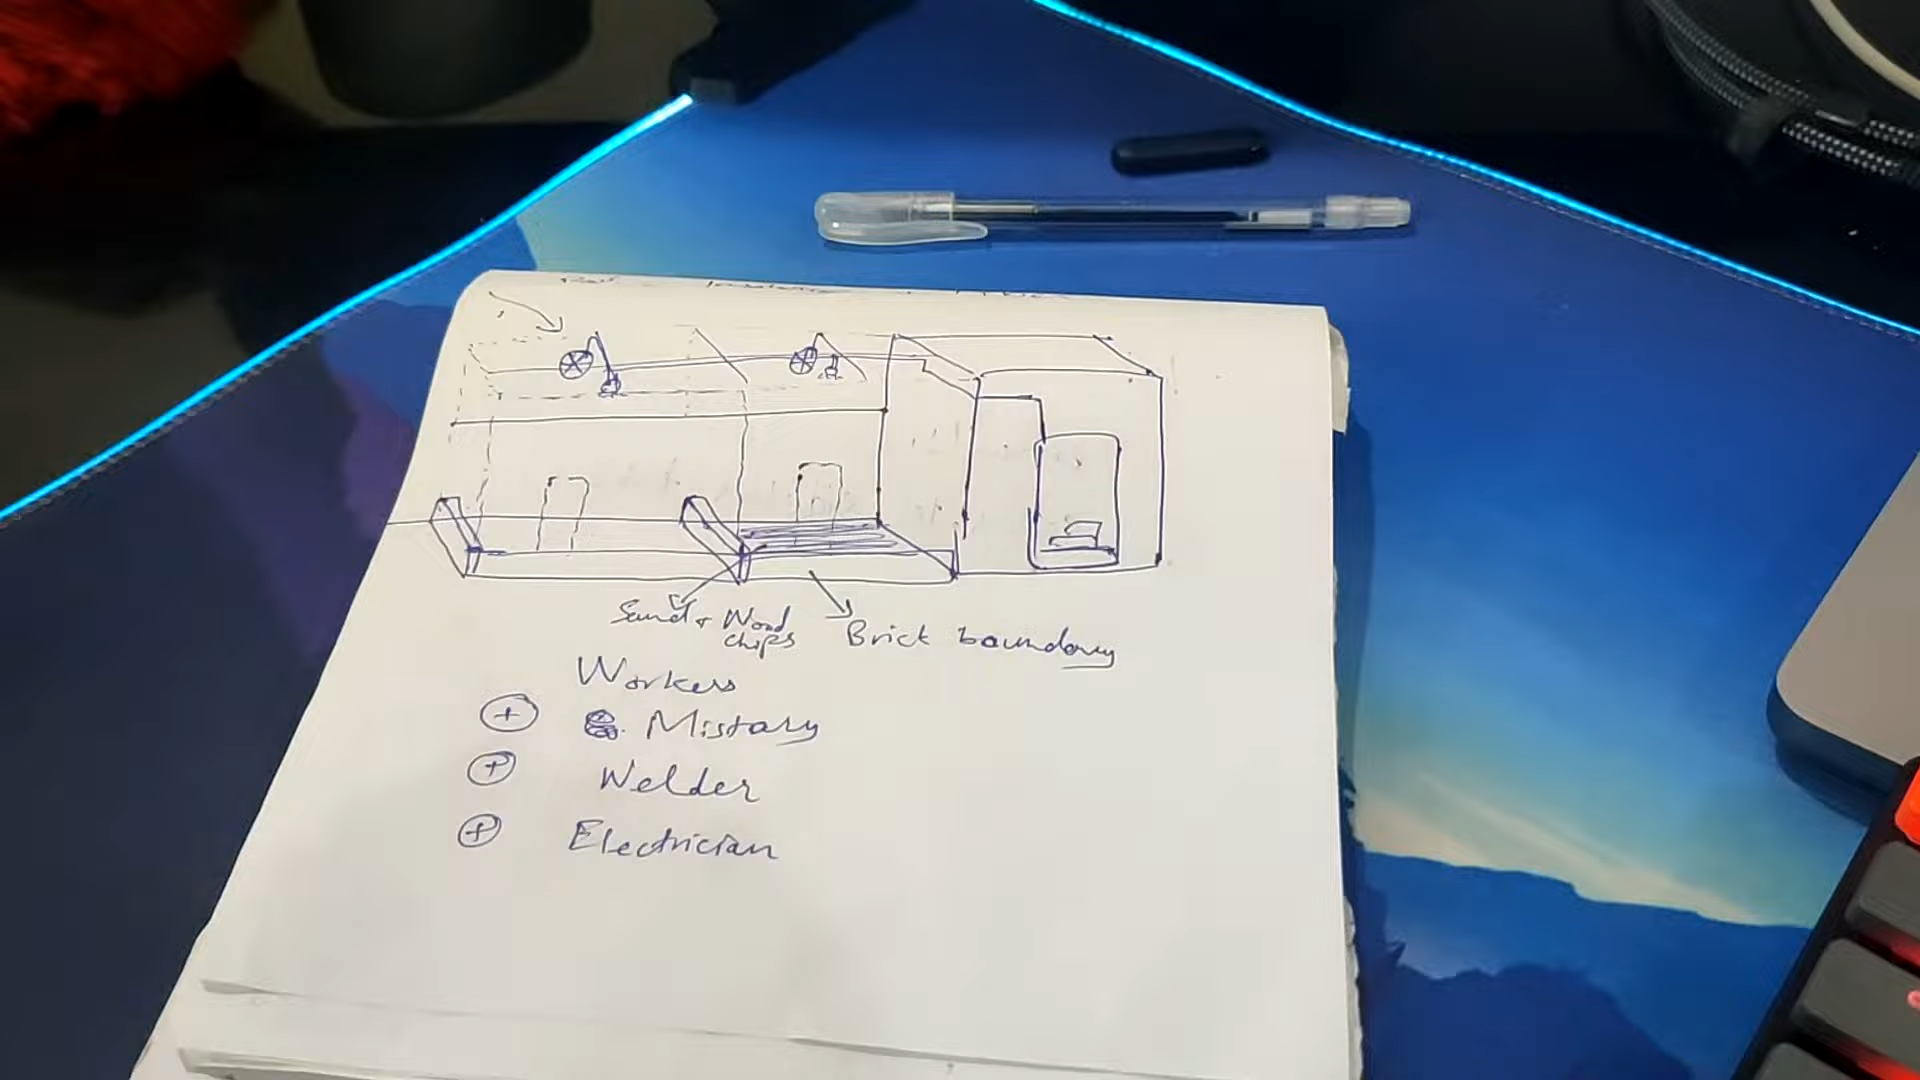 Sand + Wood
chips
Brick boundary
Workers
Mistary
Welder
Electrician